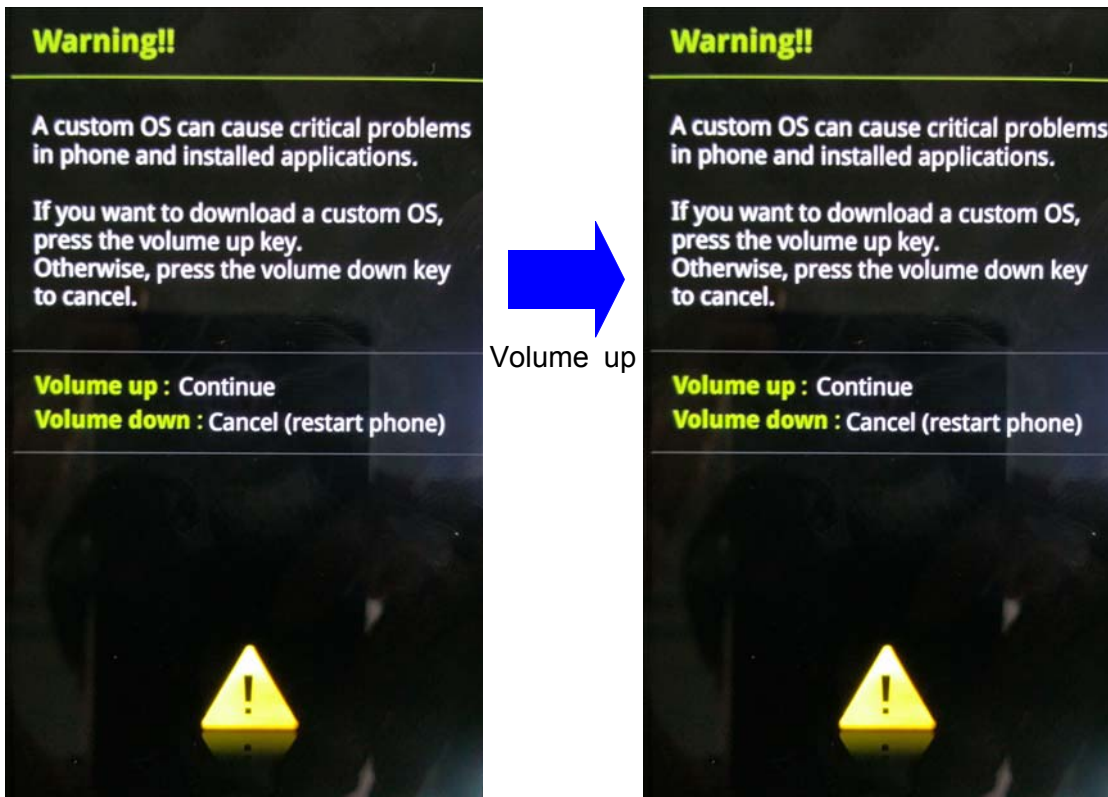 Warning!!
A custom OS can cause critical problems
in phone and installed applications.
If you want to download a custom OS,
press the volume up key.
Otherwise, press the volume down key
to cancel.
Volume up : Continue
Volume down : Cancel (restart phone)
!
Volume up
Warning!!
A custom OS can cause critical problems
in phone and installed applications.
If you want to download a custom OS,
press the volume up key.
Otherwise, press the volume down key
to cancel.
Volume up : Continue
Volume down : Cancel (restart phone)
!